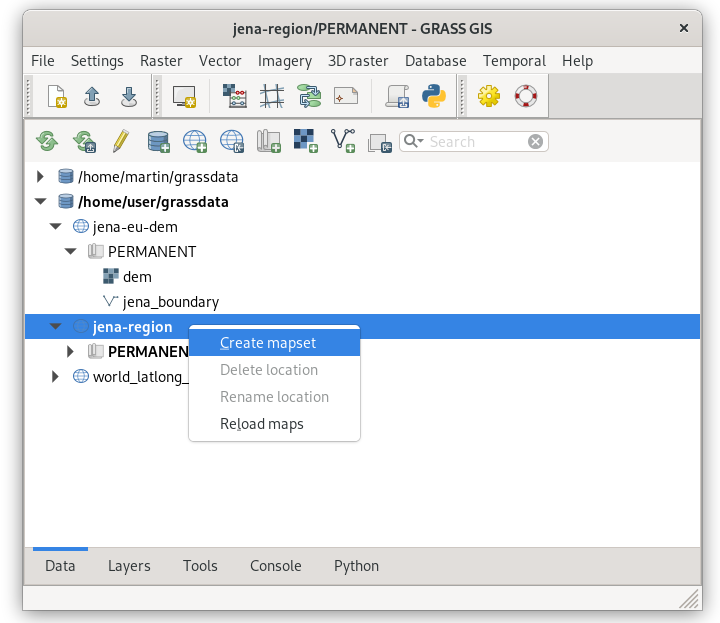 jena-region/PERMANENT - GRASS GIS
File Settings Raster Vector Imagery 3D raster Database Temporal Help
Search
/home/martin/grassdata
/home/user/grassdata
jena-eu-dem
PERMANENT
dem
jena_boundary
jena-region
Create mapset
PERMANEN
Delete location
world_latlong_
Rename location
Reload maps
Data Layers Tools Console Python